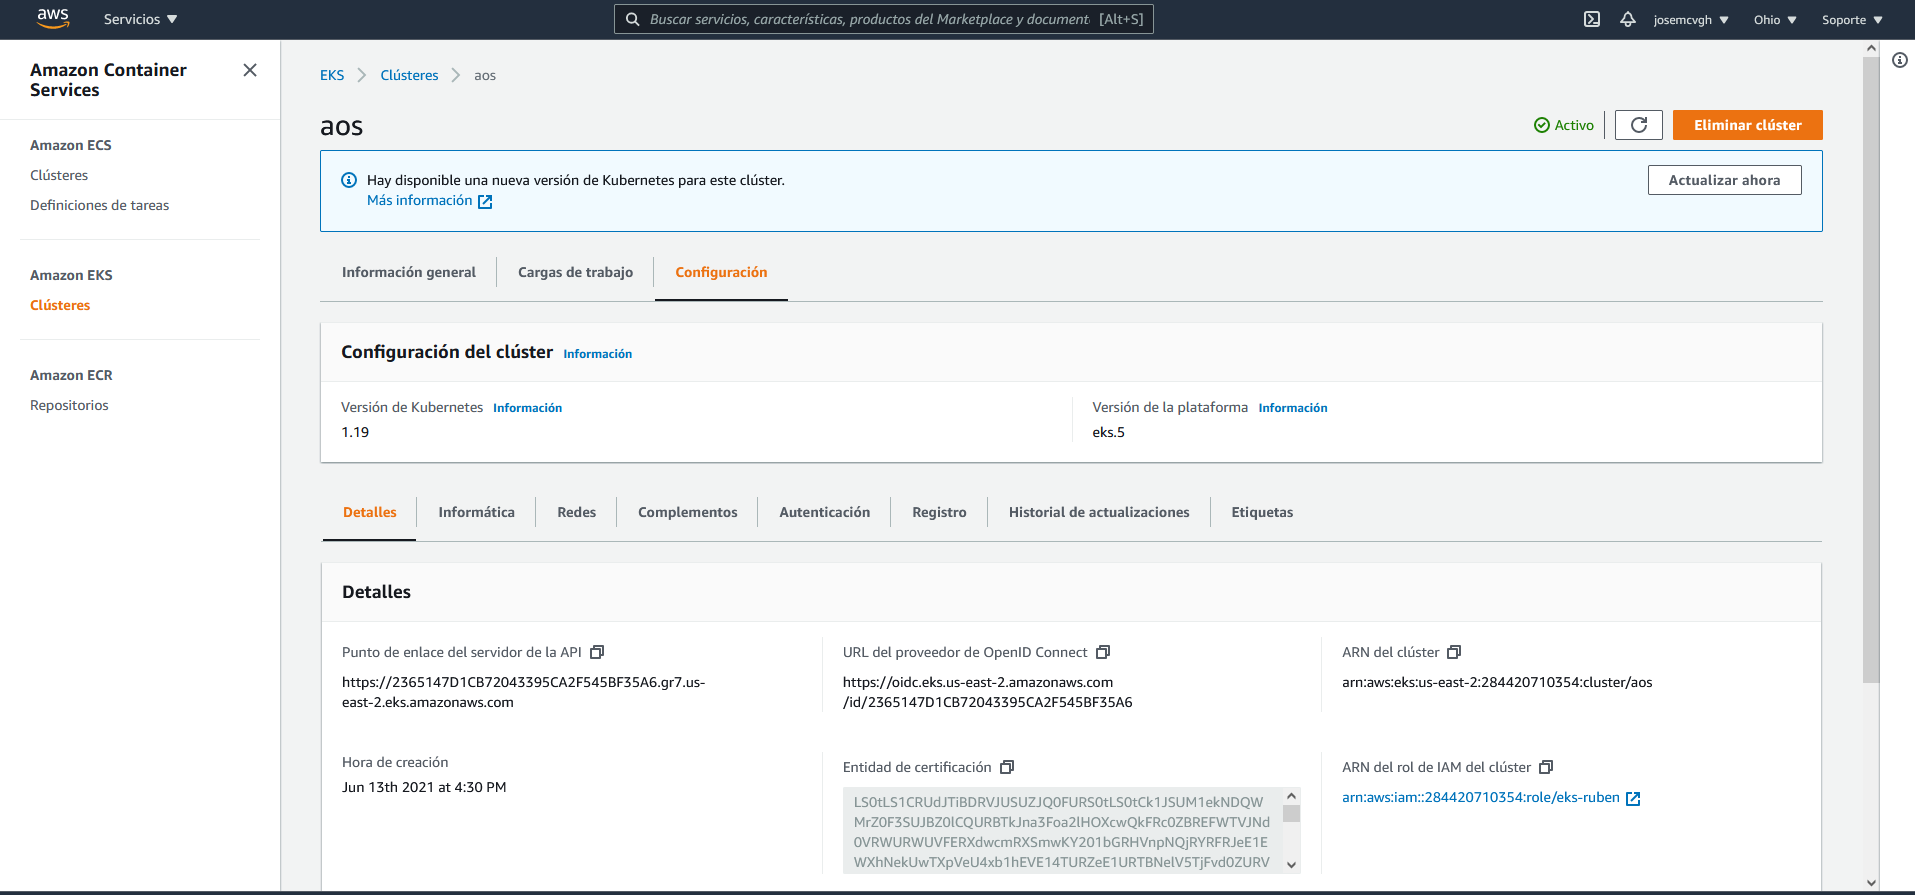 aws
Servicios
Buscar servicios, características, productos del Marketplace y document [Alt+S]
josemcvgh
Ohio
Soporte
Amazon Container
Services
Amazon ECS
Clústeres
Definiciones de tareas
Amazon EKS
Clústeres
Amazon ECR
Repositorios
EKS
Clústeres
aos
aos
Activo
Eliminar clúster
Hay disponible una nueva versión de Kubernetes para este clúster.
Más información
Actualizar ahora
Información general
Cargas de trabajo
Configuración
Configuración del clúster Información
Versión de Kubernetes Información
1.19
Versión de la plataforma Información
eks.5
Detalles
Informática
Redes
Complementos
Autenticación
Registro
Historial de actualizaciones
Etiquetas
Detalles
Punto de enlace del servidor de la API
https://2365147D1CB72043395CA2F545BF35A6.gr7.us-
east-2.eks.amazonaws.com
URL del proveedor de OpenID Connect
https://oidc.eks.us-east-2.amazonaws.com
/id/2365147D1CB72043395CA2F545BF35A6
ARN del clúster
arn:aws:eks:us-east-2:284420710354:cluster/aos
Hora de creación
Jun 13th 2021 at 4:30 PM
Entidad de certificación
LS0tLS1CRUdJTiBDRVJUSUZJQ0FURS0tLS0tCk1JSUM1ekNDQW
MrZ0F3SUJBZ0lCQURBTkJna3Foa2lHOXcwQkFRc0ZBREFWTVJNd
0VRWURWUVFERXdwcmRXSmwKY201bGRHVnpNQjRYRFRJeE1E
WXhNekUwTXpVeU4xb1hEVE14TURZeE1URTBNelV5TjFvd0ZURV
ARN del rol de IAM del clúster
arn:aws:iam::284420710354:role/eks-ruben